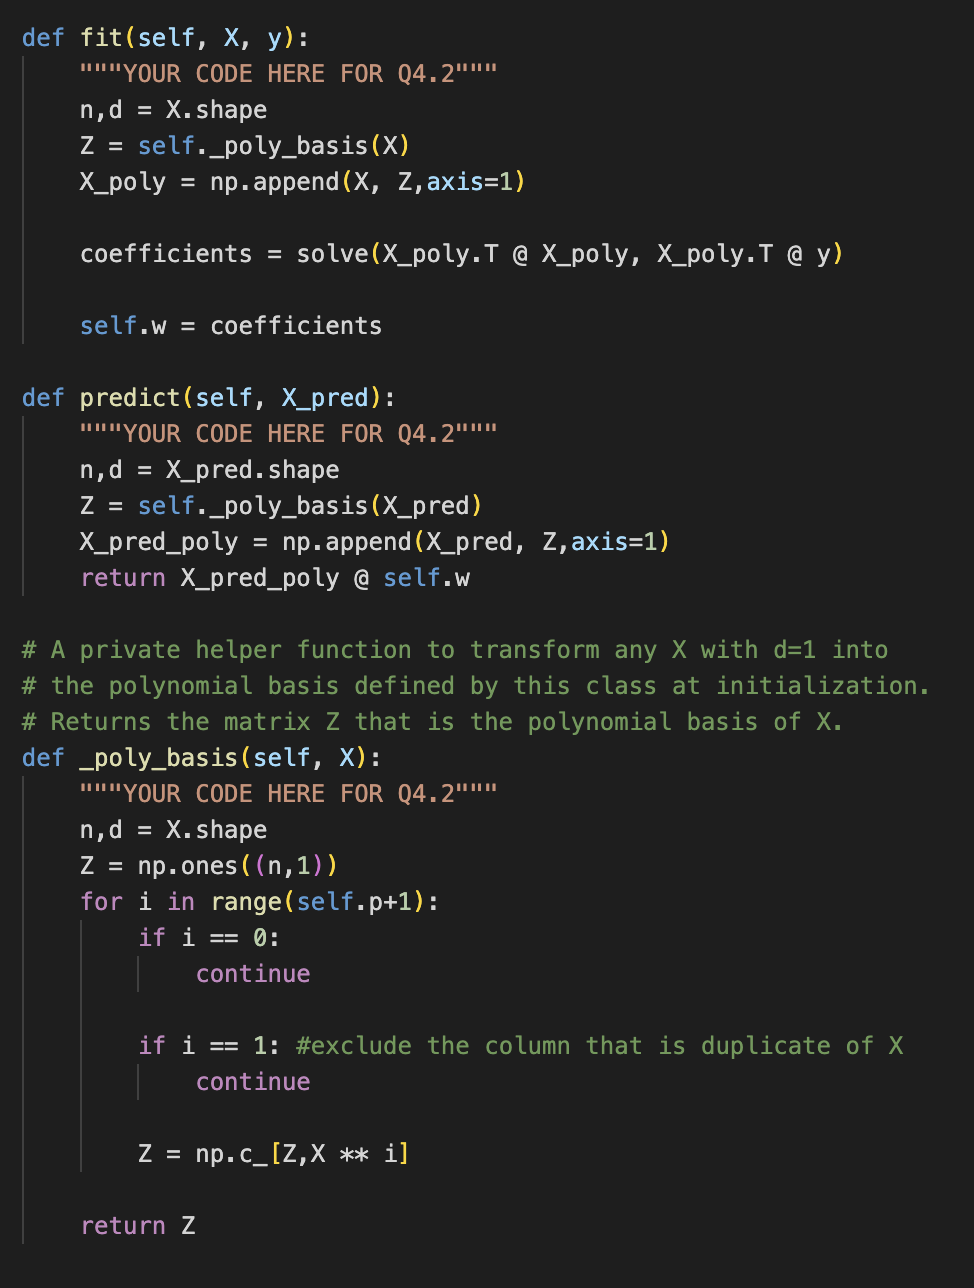 def fit(self, X, y):
    """YOUR CODE HERE FOR Q4.2"""
    n,d = X.shape
    Z = self._poly_basis(X)
    X_poly = np.append(X, Z,axis=1)
    coefficients = solve(X_poly.T @ X_poly, X_poly.T @ y)
    self.w = coefficients
def predict(self, X_pred):
    """YOUR CODE HERE FOR Q4.2"""
    n,d = X_pred.shape
    Z = self._poly_basis(X_pred)
    X_pred_poly = np.append(X_pred, Z,axis=1)
    return X_pred_poly @ self.w
# A private helper function to transform any X with d=1 into
# the polynomial basis defined by this class at initialization.
# Returns the matrix Z that is the polynomial basis of X.
def _poly_basis(self, X):
    """YOUR CODE HERE FOR Q4.2"""
    n,d = X.shape
    Z = np.ones((n,1))
    for i in range(self.p+1):
        if i == 0:
            continue
        if i == 1: #exclude the column that is duplicate of X
            continue
        Z = np.c_[Z,X ** i]
    return Z